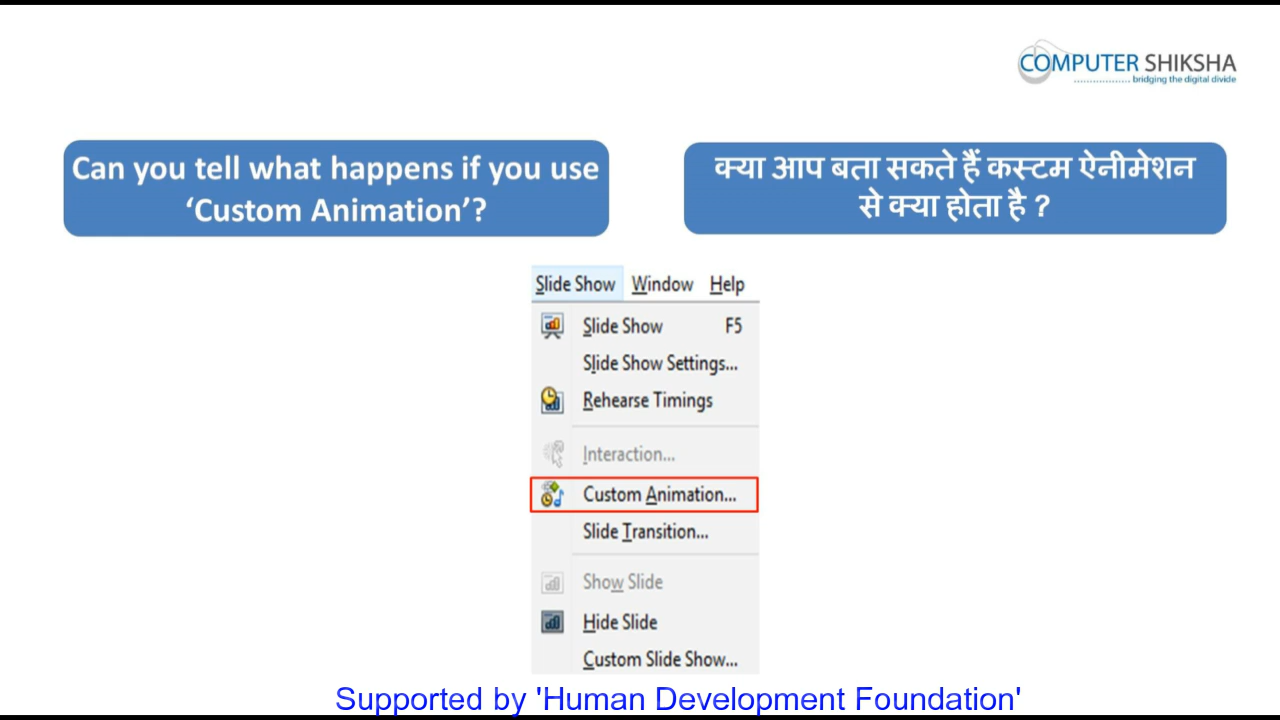 COMPUTER SHIKSHA
bridging the digital divide
Can you tell what happens if you use
‘Custom Animation’?
क्या आप बता सकते हैं कस्टम ऐनीमेशन
से क्या होता है ?
Slide Show Window Help
Slide Show F5
Slide Show Settings...
Rehearse Timings
Interaction...
Custom Animation...
Slide Transition...
Show Slide
Hide Slide
Custom Slide Show...
Supported by 'Human Development Foundation'